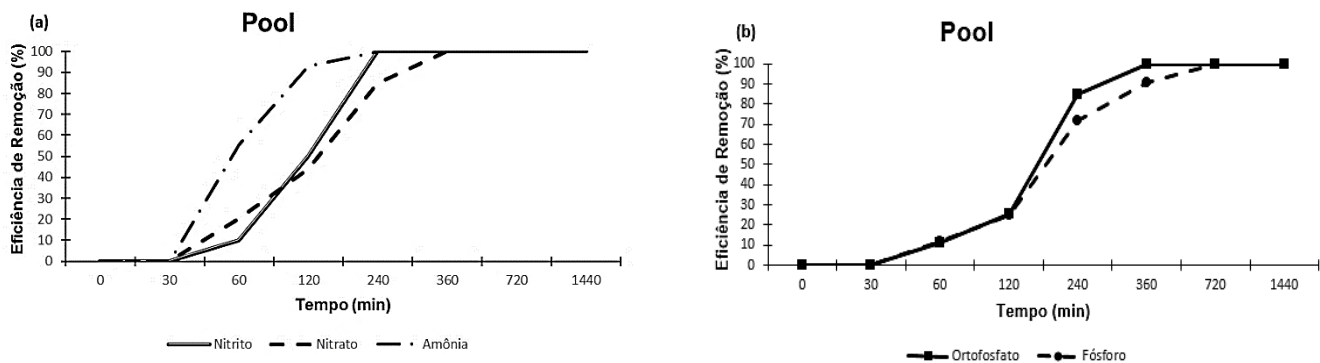 (a)
Pool
Eficiência de Remoção (%)
100
90
80
70
60
50
40
30
20
10
0
0 30 60 120 240 360 720 1440
Tempo (min)
Nitrito Nitrato Amônia
(b)
Pool
Eficiência de Remoção (%)
100
90
80
70
60
50
40
30
20
10
0
0 30 60 120 240 360 720 1440
Tempo (min)
Ortofosfato Fósforo